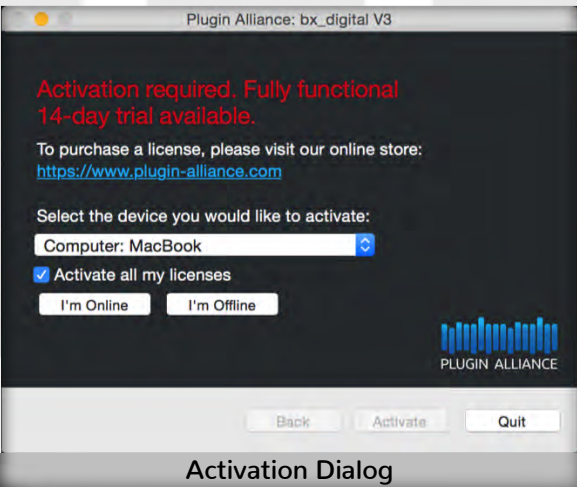 Plugin Alliance: bx_digital V3
Activation required. Fully functional
14-day trial available.
To purchase a license, please visit our online store:
https://www.plugin-alliance.com
Select the device you would like to activate:
Computer: MacBook
Activate all my licenses
I'm Online I'm Offline
PLUGIN ALLIANCE
Back Activate Quit
Activation Dialog